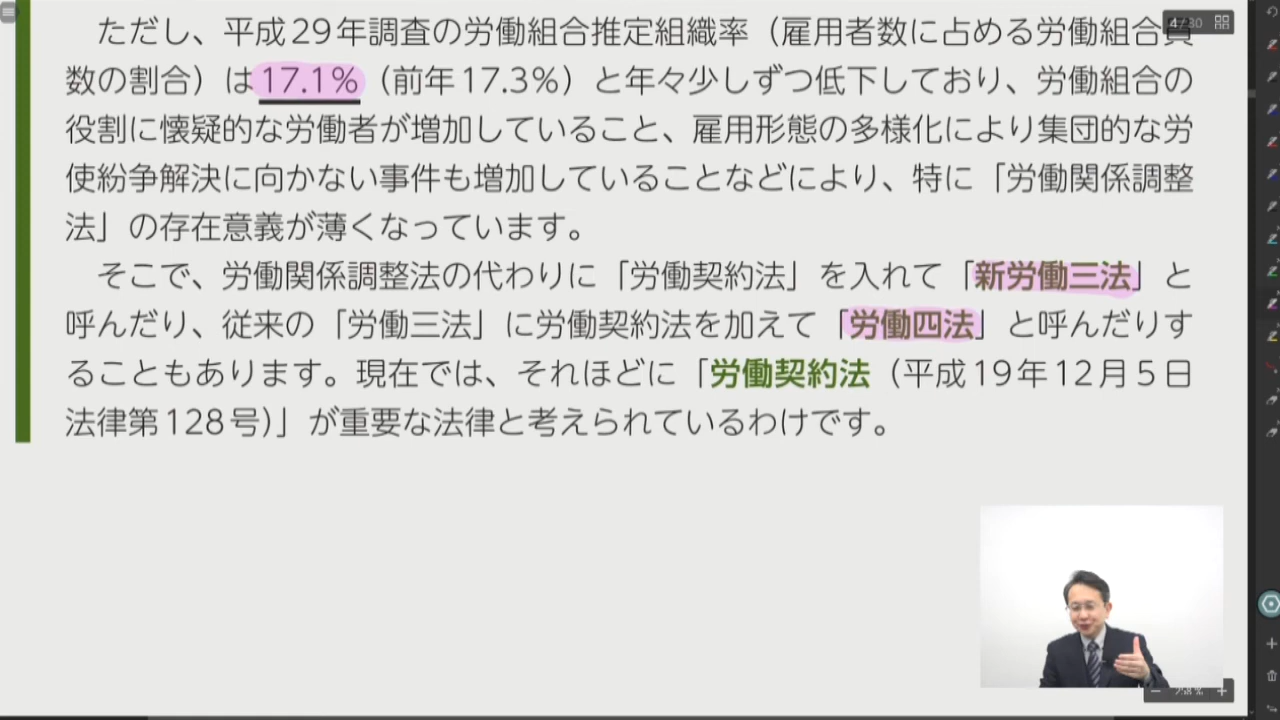 ただし、平成29年調査の労働組合推定組織率（雇用者数に占める労働組合員
数の割合）は17.1%（前年17.3%）と年々少しずつ低下しており、労働組合の
役割に懐疑的な労働者が増加していること、雇用形態の多様化により集団的な労
使紛争解決に向かない事件も増加していることなどにより、特に「労働関係調整
法」の存在意義が薄くなっています。
そこで、労働関係調整法の代わりに「労働契約法」を入れて「新労働三法」と
呼んだり、従来の「労働三法」に労働契約法を加えて「労働四法」と呼んだりす
ることもあります。現在では、それほどに「労働契約法（平成19年12月5日
法律第128号)」が重要な法律と考えられているわけです。